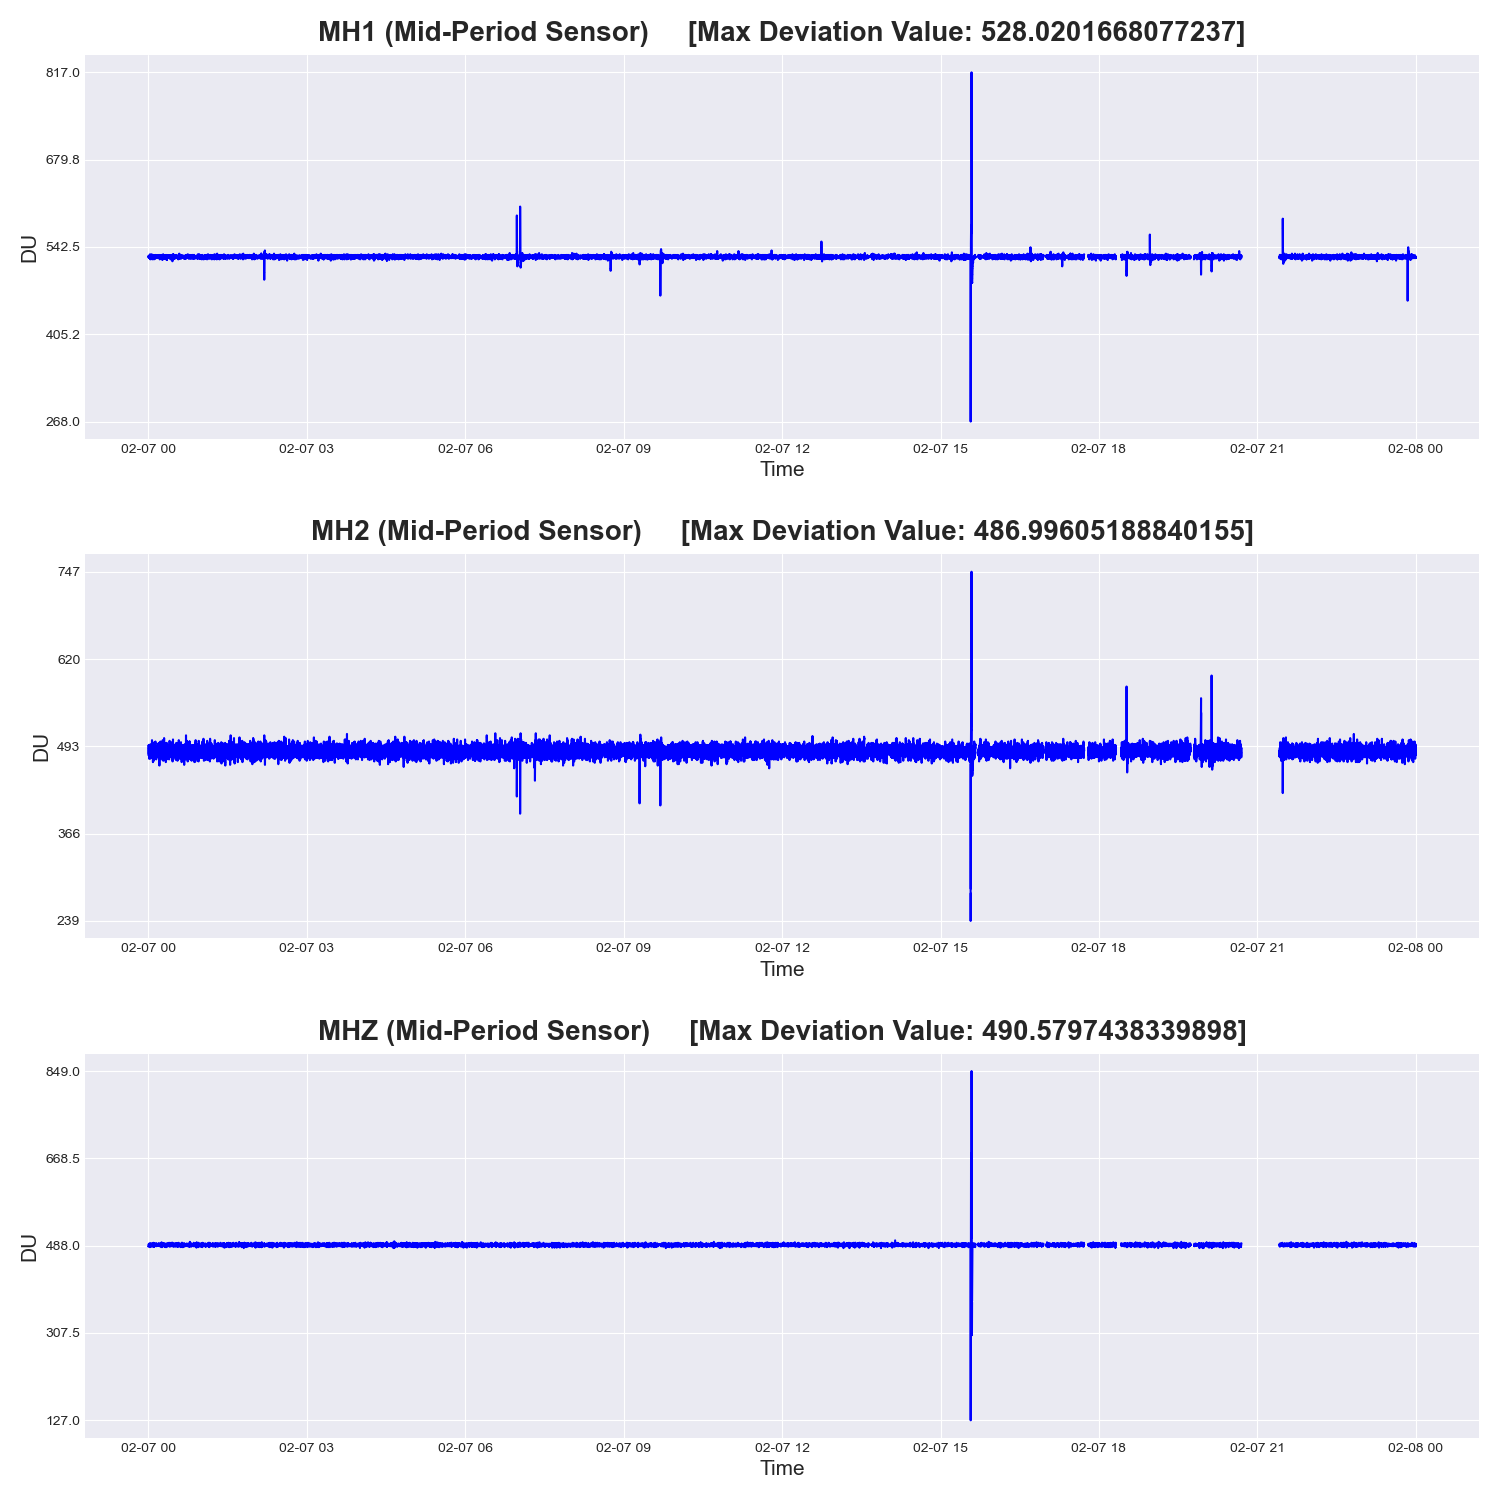 MH1 (Mid-Period Sensor) [Max Deviation Value: 528.0201668077237]
817.0
679.8
542.5
405.2
268.0
DU
02-07 00 02-07 03 02-07 06 02-07 09 02-07 12 02-07 15 02-07 18 02-07 21 02-08 00
Time
MH2 (Mid-Period Sensor) [Max Deviation Value: 486.99605188840155]
747
620
493
366
239
DU
02-07 00 02-07 03 02-07 06 02-07 09 02-07 12 02-07 15 02-07 18 02-07 21 02-08 00
Time
MHZ (Mid-Period Sensor) [Max Deviation Value: 490.5797438339898]
849.0
668.5
488.0
307.5
127.0
DU
02-07 00 02-07 03 02-07 06 02-07 09 02-07 12 02-07 15 02-07 18 02-07 21 02-08 00
Time